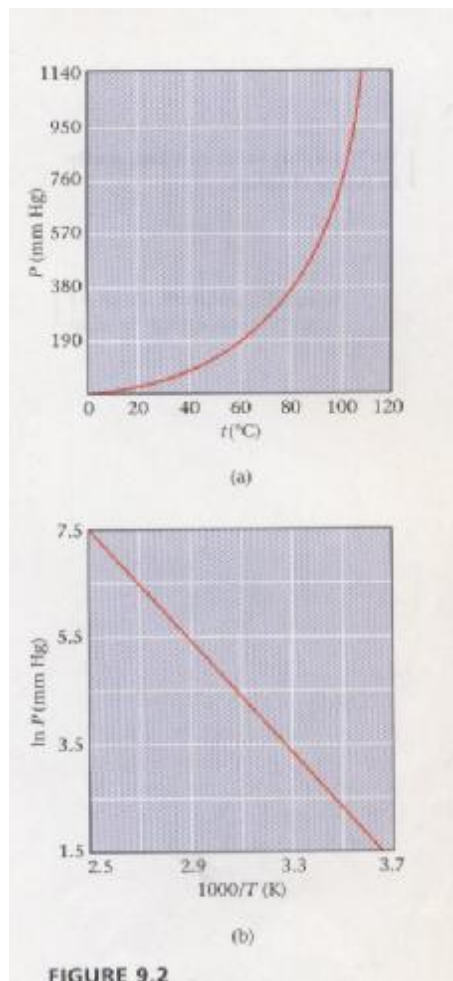 1140
950
760
570
380
190
P (mm Hg)
0 20 40 60 80 100 120
t(°C)
(a)
7.5
5.5
3.5
1.5
ln P (mm Hg)
2.5 2.9 3.3 3.7
1000/T (K)
(b)
FIGURE 9.2